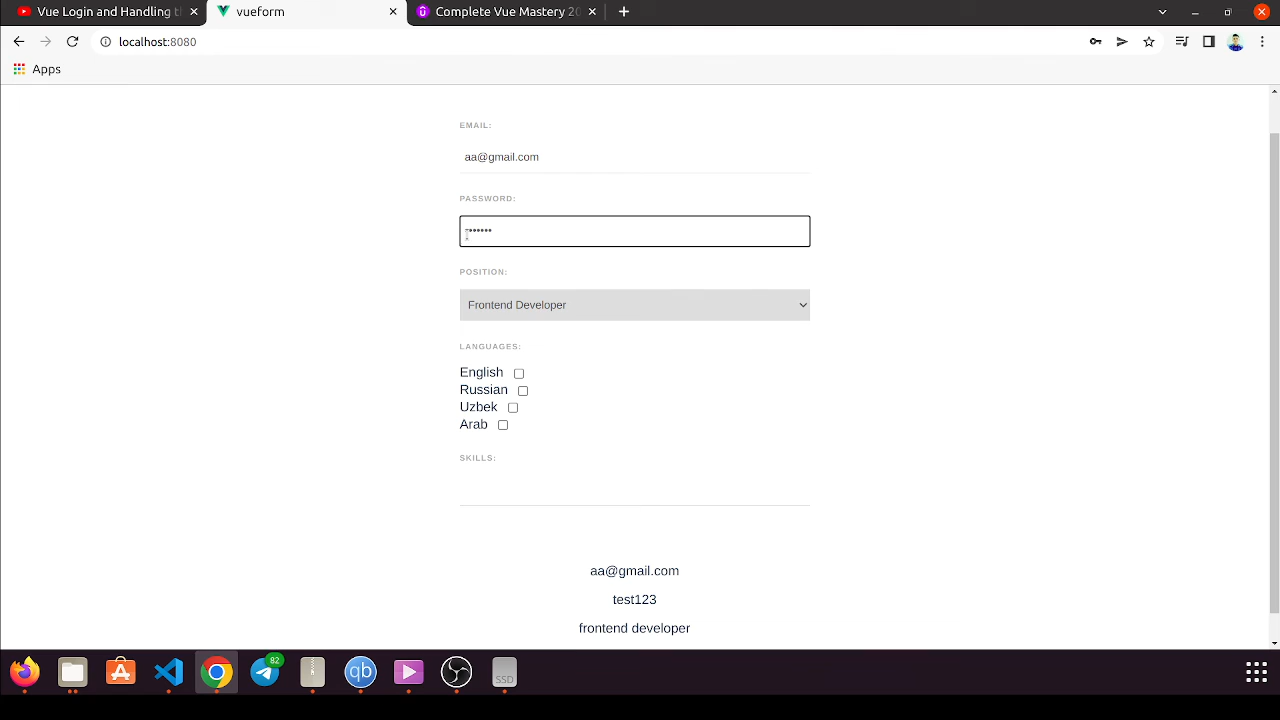 Vue Login and Handling t
vueform
Complete Vue Mastery 20
localhost:8080
Apps
EMAIL:
aa@gmail.com
PASSWORD:
POSITION:
Frontend Developer
LANGUAGES:
English
Russian
Uzbek
Arab
SKILLS:
aa@gmail.com
test123
frontend developer
82
qb
SSD